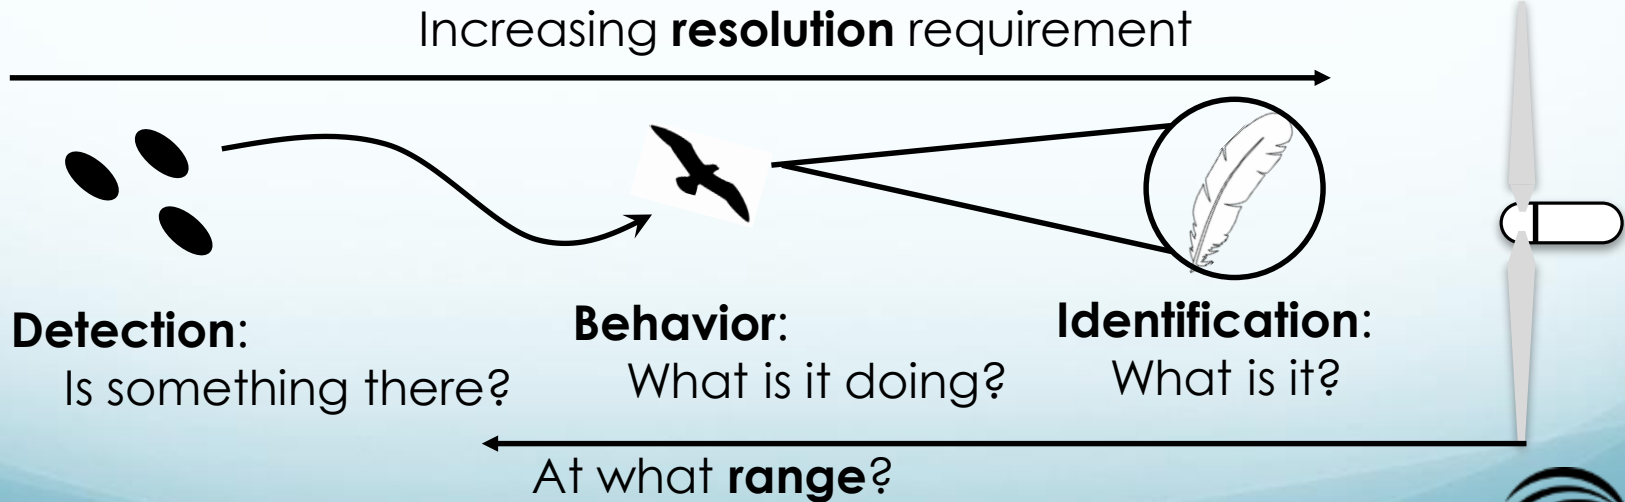 Increasing resolution requirement
Detection:
Is something there?
Behavior:
What is it doing?
Identification:
What is it?
At what range?